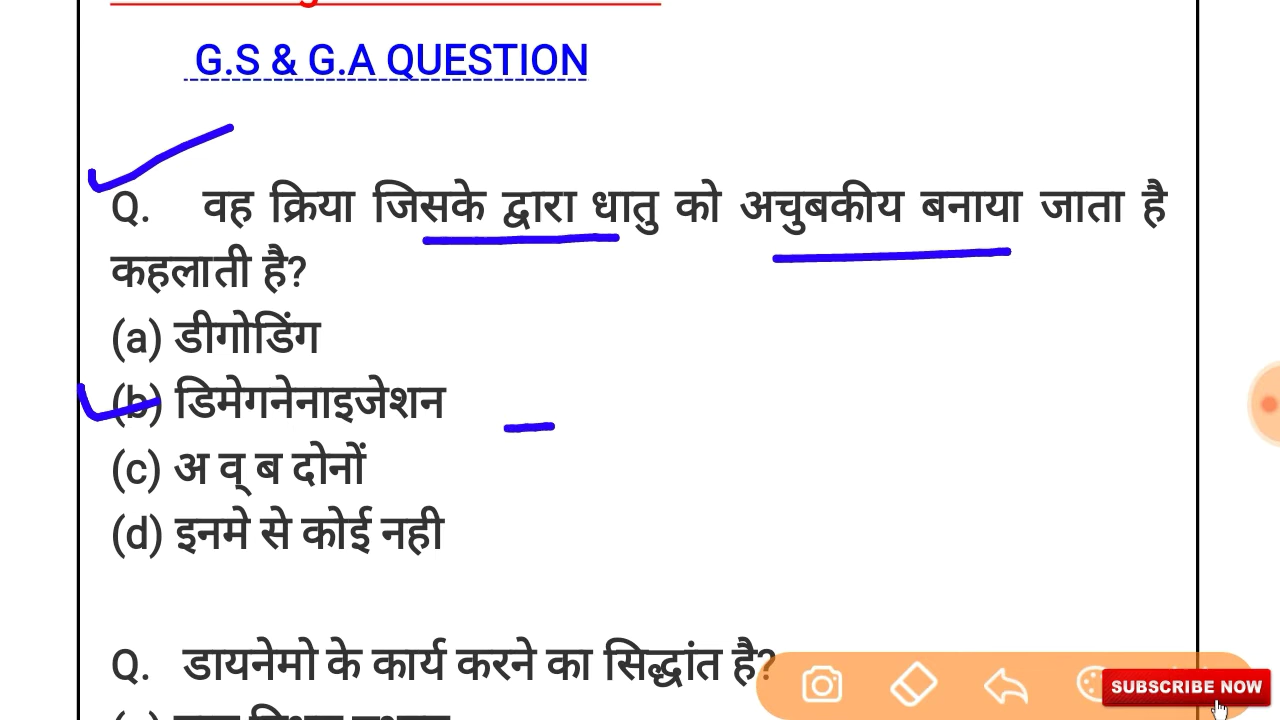 G.S & G.A QUESTION
Q. वह क्रिया जिसके द्वारा धातु को अचुबकीय बनाया जाता है
कहलाती है?
(a) डीगोडिंग
(b) डिमेगनेनाइजेशन
(c) अ व् ब दोनों
(d) इनमे से कोई नही
Q. डायनेमो के कार्य करने का सिद्धांत है?
SUBSCRIBE NOW